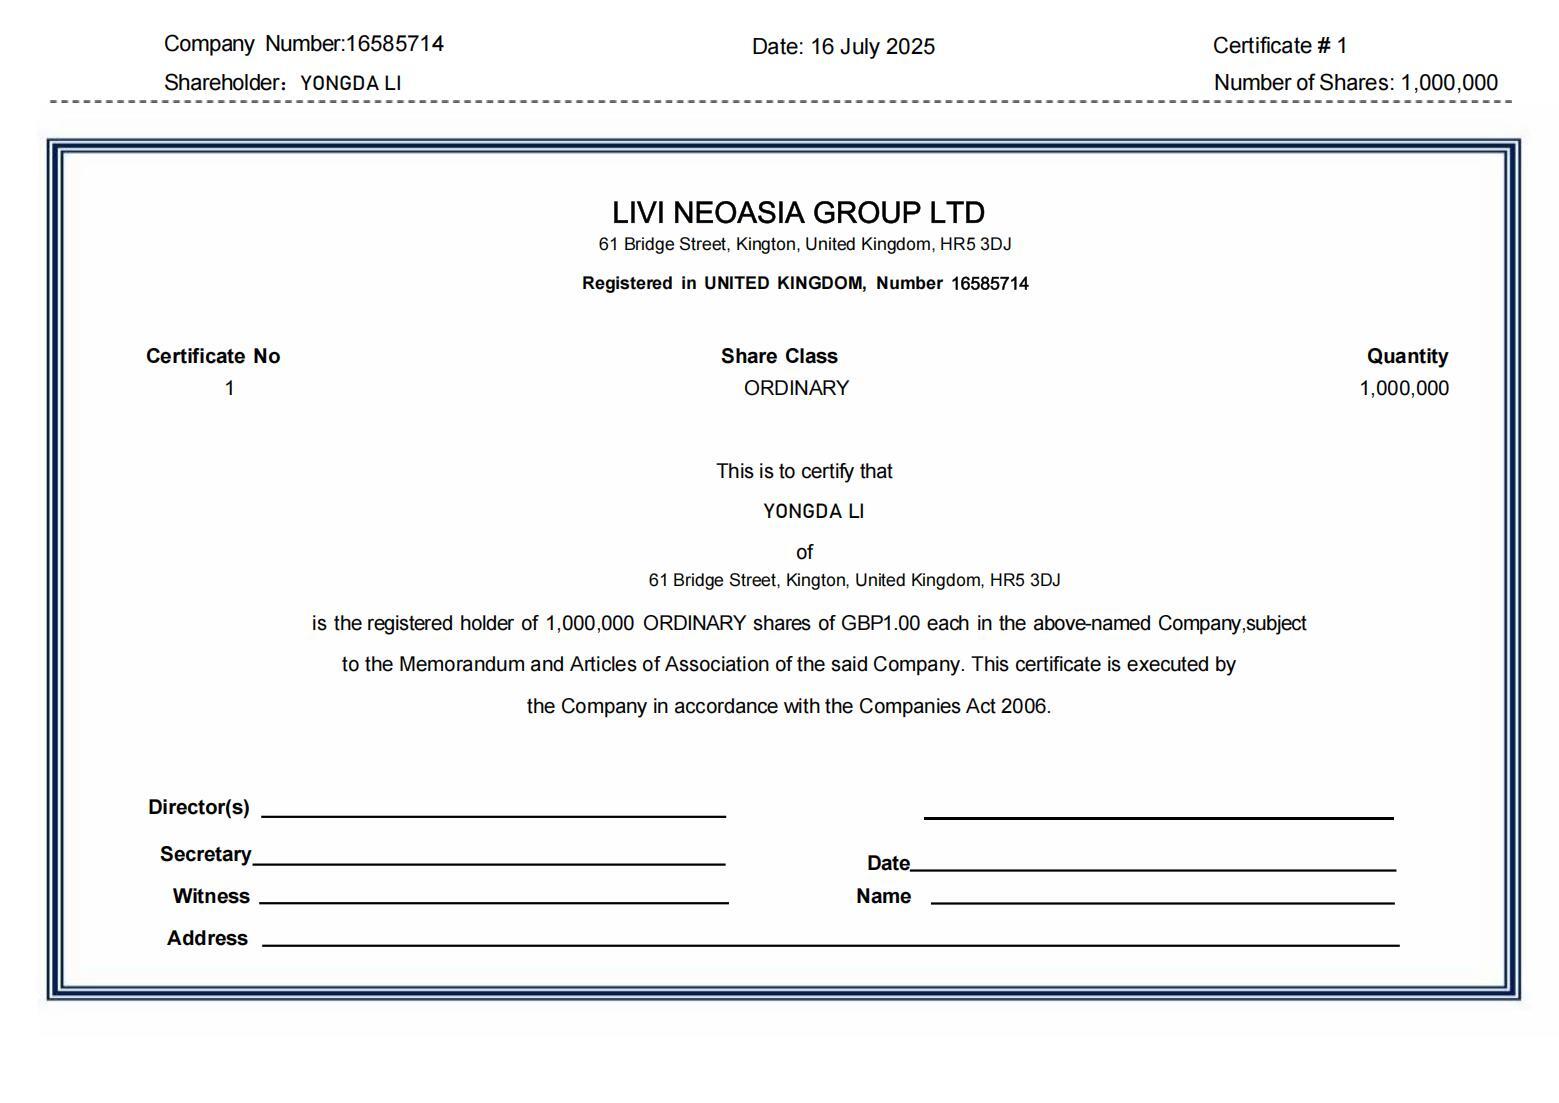 Company Number:16585714
Date: 16 July 2025
Certificate # 1
Shareholder：YONGDA LI
Number of Shares: 1,000,000
LIVI NEOASIA GROUP LTD
61 Bridge Street, Kington, United Kingdom, HR5 3DJ
Registered in UNITED KINGDOM, Number 16585714
Certificate No
Share Class
Quantity
1
ORDINARY
1,000,000
This is to certify that
YONGDA LI
of
61 Bridge Street, Kington, United Kingdom, HR5 3DJ
is the registered holder of 1,000,000 ORDINARY shares of GBP1.00 each in the above-named Company,subject
to the Memorandum and Articles of Association of the said Company. This certificate is executed by
the Company in accordance with the Companies Act 2006.
Director(s)
Secretary
Date
Witness
Name
Address